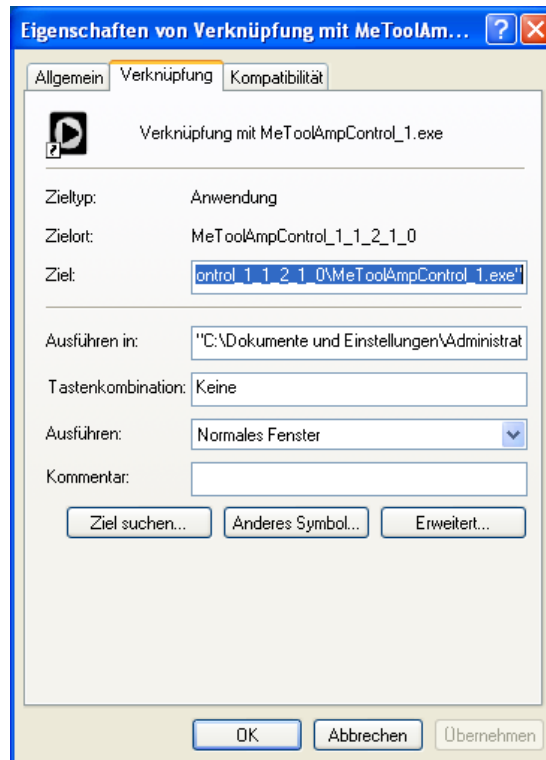 Eigenschaften von Verknüpfung mit MeToolAm...
Allgemein Verknüpfung Kompatibilität
Verknüpfung mit MeToolAmpControl_1.exe
Zieltyp: Anwendung
Zielort: MeToolAmpControl_1_1_2_1_0
Ziel: ontrol_1_1_2_1_0\MeToolAmpControl_1.exe"
Ausführen in: "C:\Dokumente und Einstellungen\Administrat
Tastenkombination: Keine
Ausführen: Normales Fenster
Kommentar:
Ziel suchen... Anderes Symbol... Erweitert...
OK Abbrechen Übernehmen